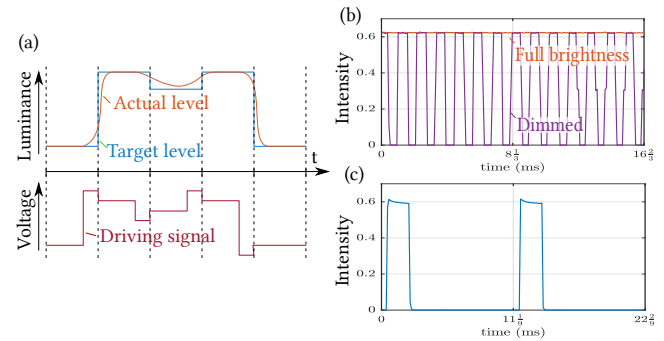 (a)
Luminance
Actual level
Target level
t
Voltage
Driving signal
(b)
Intensity
0.6
0.4
0.2
0
Full brightness
Dimmed
0
8 1/3
16 2/3
time (ms)
(c)
Intensity
0.6
0.4
0.2
0
0
11 1/9
22 2/9
time (ms)